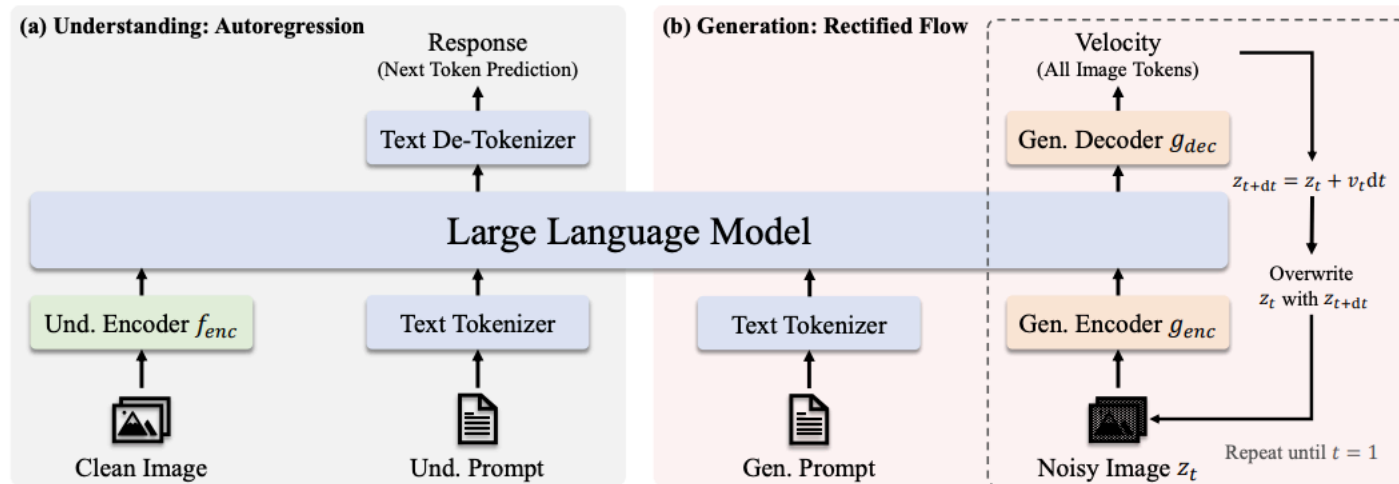 (a) Understanding: Autoregression
Response
(Next Token Prediction)
Text De-Tokenizer
Large Language Model
Und. Encoder f_enc
Text Tokenizer
Clean Image
Und. Prompt
(b) Generation: Rectified Flow
Velocity
(All Image Tokens)
Gen. Decoder g_dec
z_{t+dt} = z_t + v_t dt
Overwrite
z_t with z_{t+dt}
Text Tokenizer
Gen. Encoder g_enc
Gen. Prompt
Noisy Image z_t
Repeat until t = 1